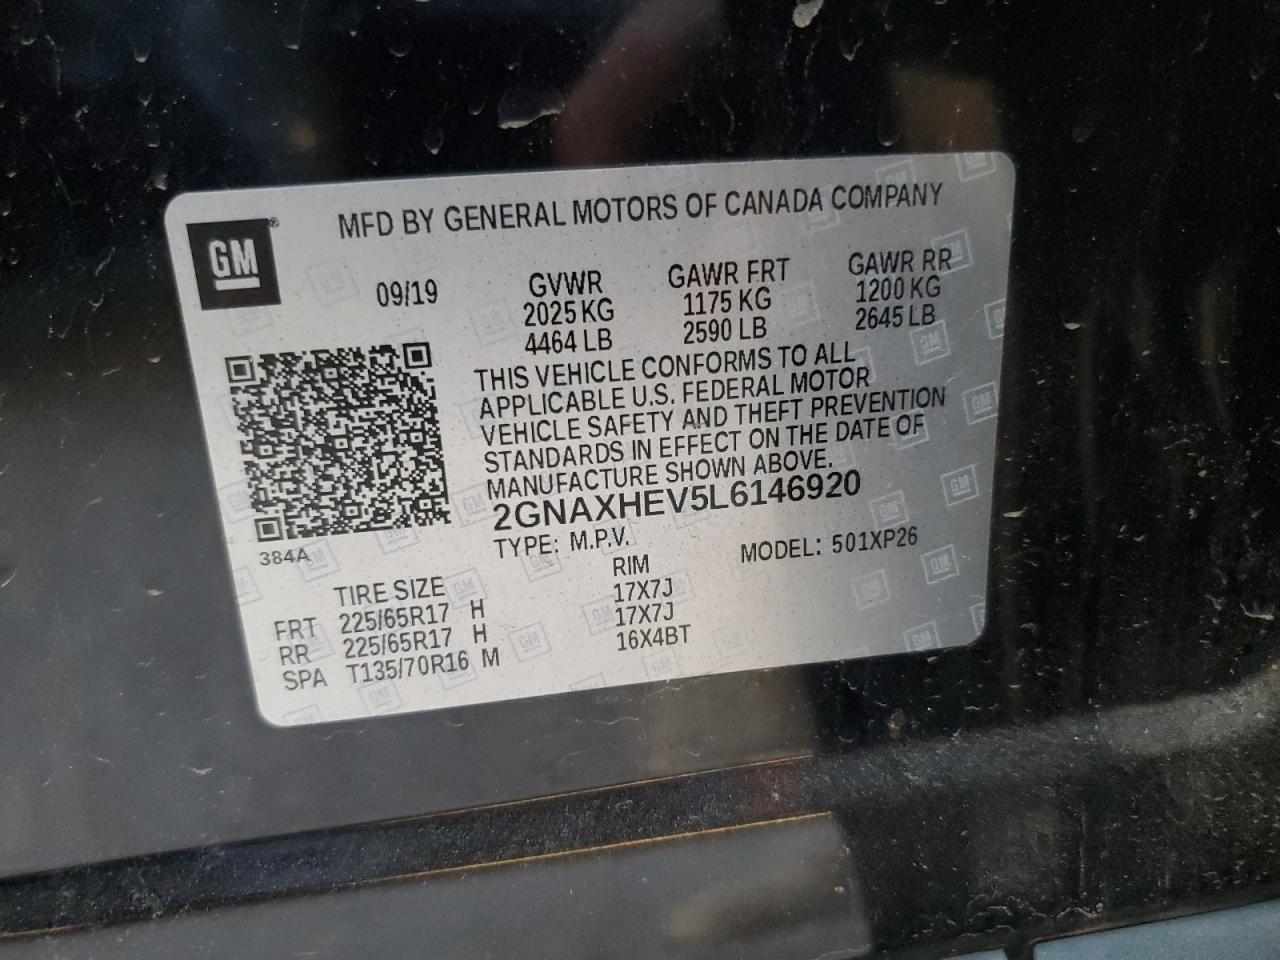 GM®
MFD BY GENERAL MOTORS OF CANADA COMPANY
09/19
GVWR GAWR FRT GAWR RR
2025 KG 1175 KG 1200 KG
4464 LB 2590 LB 2645 LB
THIS VEHICLE CONFORMS TO ALL
APPLICABLE U.S. FEDERAL MOTOR
VEHICLE SAFETY AND THEFT PREVENTION
STANDARDS IN EFFECT ON THE DATE OF
MANUFACTURE SHOWN ABOVE.
2GNAXHEV5L6146920
384A
TYPE: M.P.V. MODEL: 501XP26
TIRE SIZE RIM
FRT 225/65R17 H 17X7J
RR 225/65R17 H 17X7J
SPA T135/70R16 M 16X4BT